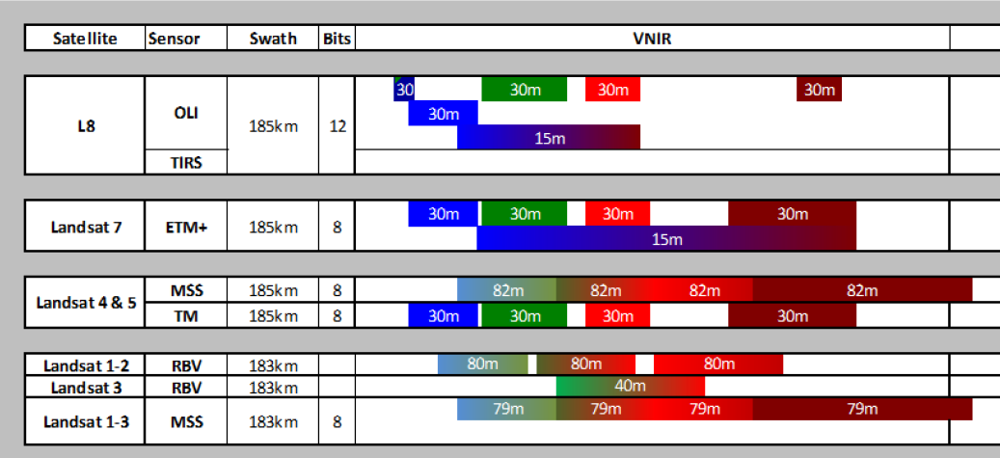 Satellite Sensor Swath Bits VNIR
30 30m 30m 30m
OLI 30m
L8 185km 12
15m
TIRS
30m 30m 30m 30m
Landsat 7 ETM+ 185km 8
15m
MSS 185km 8 82m 82m 82m 82m
Landsat 4 & 5
TM 185km 8 30m 30m 30m 30m
Landsat 1-2 RBV 183km 80m 80m 80m
Landsat 3 RBV 183km 40m
Landsat 1-3 MSS 183km 8 79m 79m 79m 79m